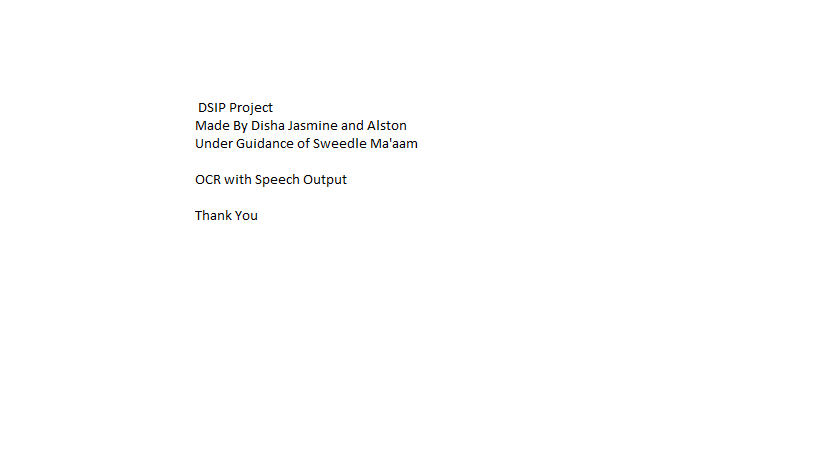 DSIP Project
Made By Disha Jasmine and Alston
Under Guidance of Sweedle Ma'aam
OCR with Speech Output
Thank You